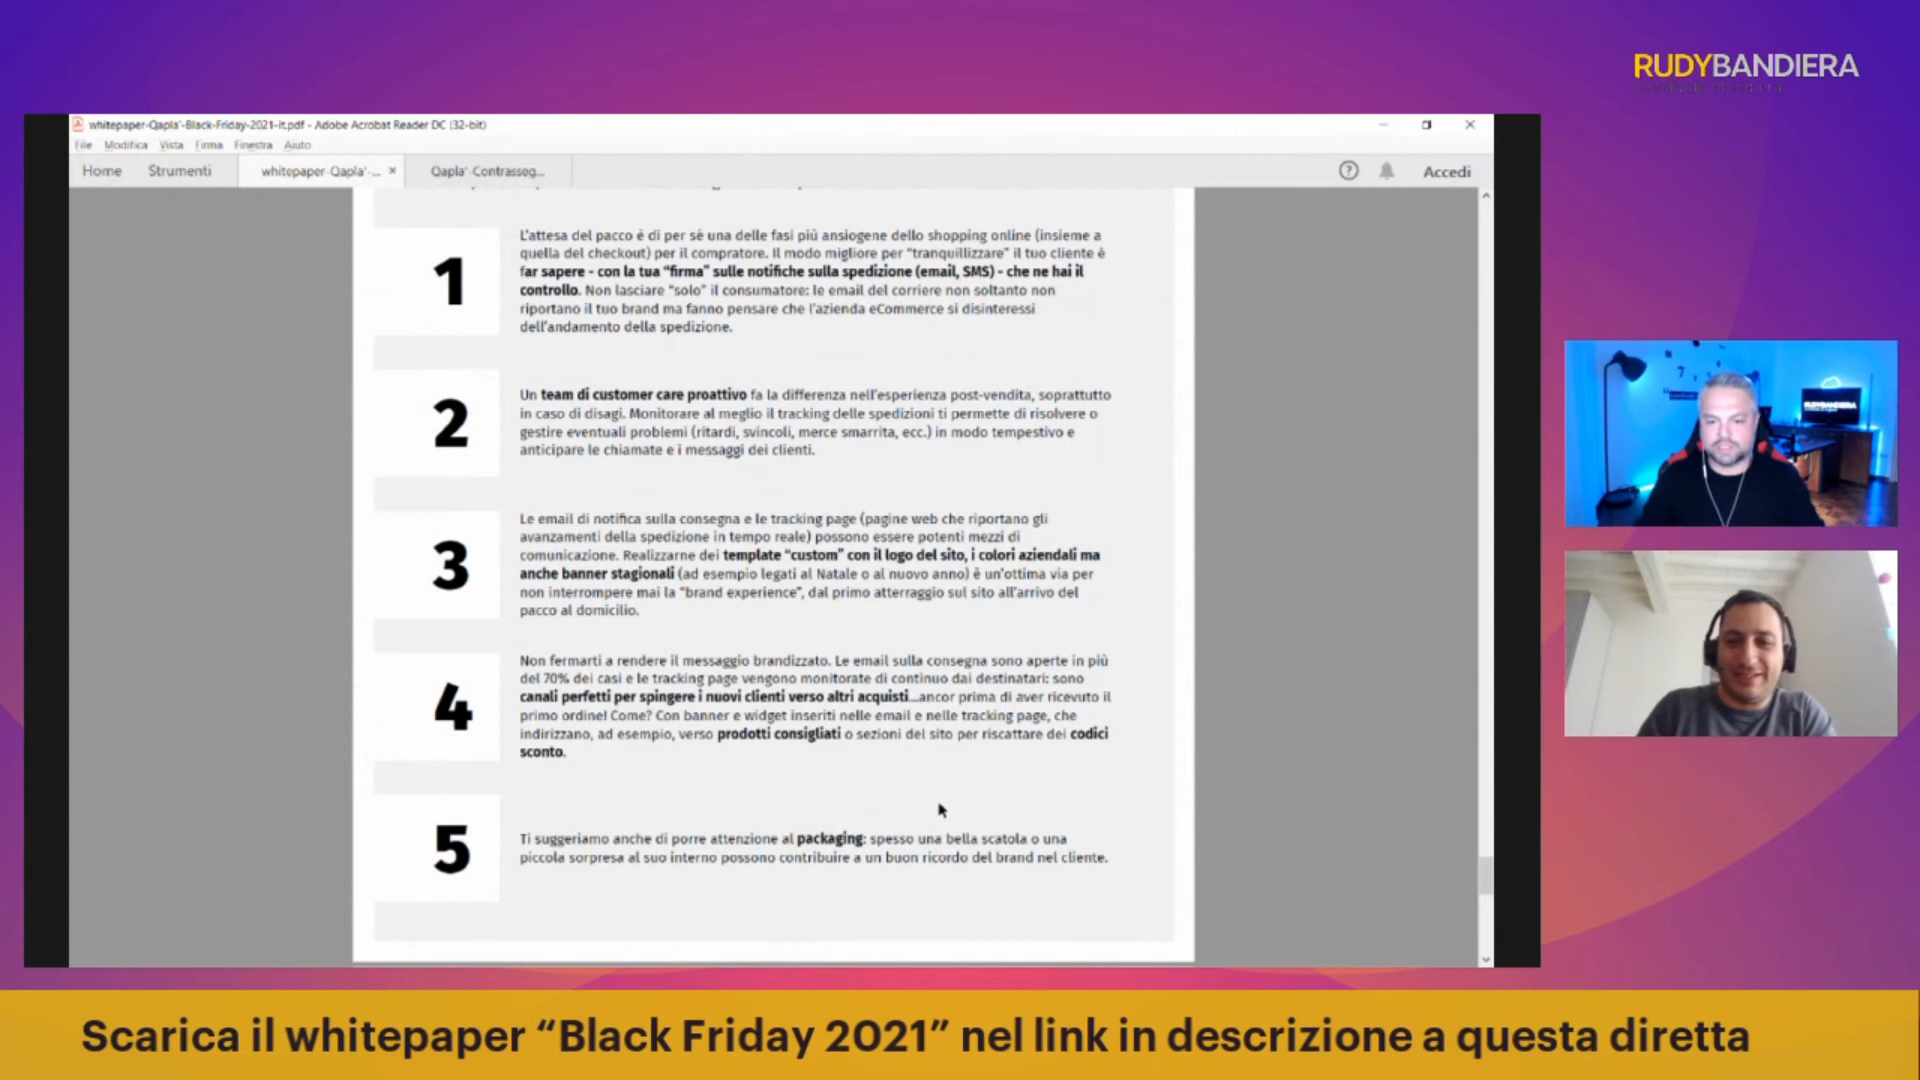 RUDYBANDIERA
whitepaper-Qapla'-Black-Friday-2021-it.pdf - Adobe Acrobat Reader DC (32-bit)
File Modifica Vista Firma Finestra Aiuto
Home Strumenti whitepaper-Qapla'-... × Qapla'-Contrasseg... Accedi
1
L'attesa del pacco è di per sé una delle fasi più ansiogene dello shopping online (insieme a
quella del checkout) per il compratore. Il modo migliore per "tranquillizzare" il tuo cliente è
far sapere - con la tua "firma" sulle notifiche sulla spedizione (email, SMS) - che ne hai il
controllo. Non lasciare "solo" il consumatore: le email del corriere non soltanto non
riportano il tuo brand ma fanno pensare che l'azienda eCommerce si disinteressi
dell'andamento della spedizione.
2
Un team di customer care proattivo fa la differenza nell'esperienza post-vendita, soprattutto
in caso di disagi. Monitorare al meglio il tracking delle spedizioni ti permette di risolvere o
gestire eventuali problemi (ritardi, svincoli, merce smarrita, ecc.) in modo tempestivo e
anticipare le chiamate e i messaggi dei clienti.
3
Le email di notifica sulla consegna e le tracking page (pagine web che riportano gli
avanzamenti della spedizione in tempo reale) possono essere potenti mezzi di
comunicazione. Realizzarne dei template "custom" con il logo del sito, i colori aziendali ma
anche banner stagionali (ad esempio legati al Natale o al nuovo anno) è un'ottima via per
non interrompere mai la "brand experience", dal primo atterraggio sul sito all'arrivo del
pacco al domicilio.
4
Non fermarti a rendere il messaggio brandizzato. Le email sulla consegna sono aperte in più
del 70% dei casi e le tracking page vengono monitorate di continuo dai destinatari: sono
canali perfetti per spingere i nuovi clienti verso altri acquisti...ancor prima di aver ricevuto il
primo ordine! Come? Con banner e widget inseriti nelle email e nelle tracking page, che
indirizzano, ad esempio, verso prodotti consigliati o sezioni del sito per riscattare dei codici
sconto.
5
Ti suggeriamo anche di porre attenzione al packaging: spesso una bella scatola o una
piccola sorpresa al suo interno possono contribuire a un buon ricordo del brand nel cliente.
RUDYBANDIERA
Scarica il whitepaper “Black Friday 2021” nel link in descrizione a questa diretta